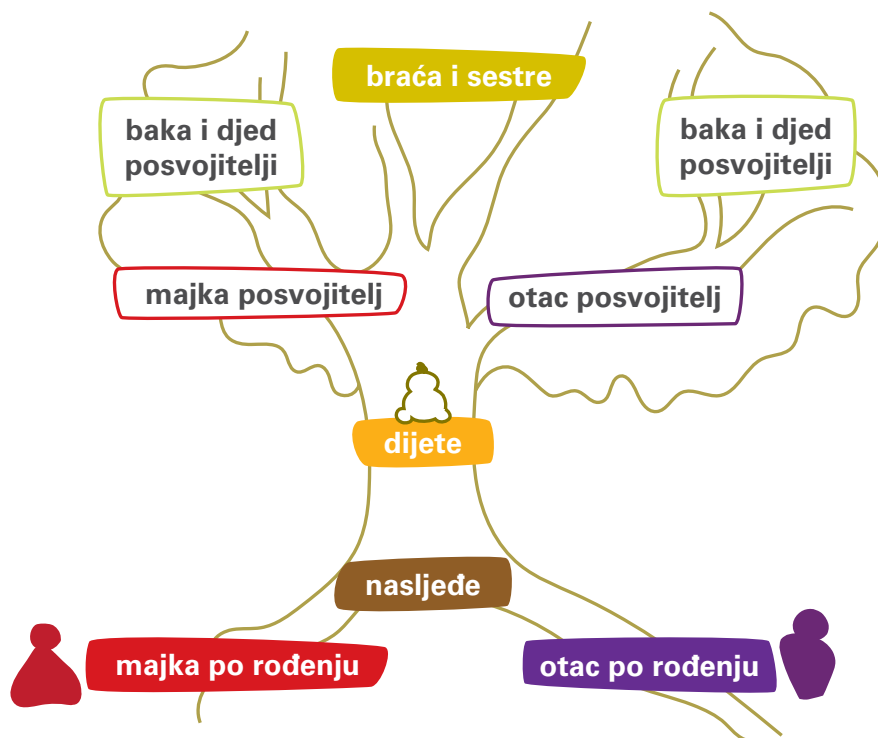 braća i sestre
baka i djed
posvojitelji
baka i djed
posvojitelji
majka posvojitelj
otac posvojitelj
dijete
nasljeđe
majka po rođenju
otac po rođenju